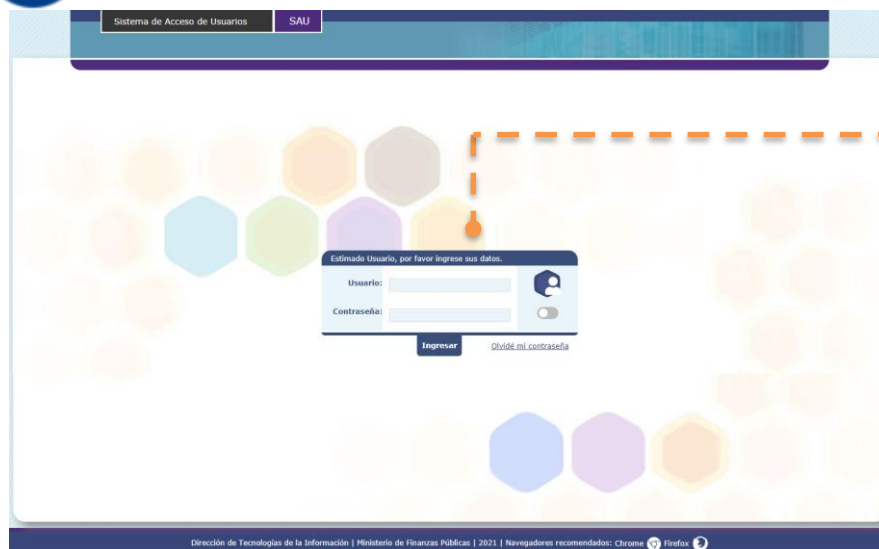 Sistema de Acceso de Usuarios SAU
Estimado Usuario, por favor ingrese sus datos.
Usuario:
Contraseña:
Ingresar Olvidé mi contraseña
Dirección de Tecnologías de la Información | Ministerio de Finanzas Públicas | 2021 | Navegadores recomendados: Chrome Firefox